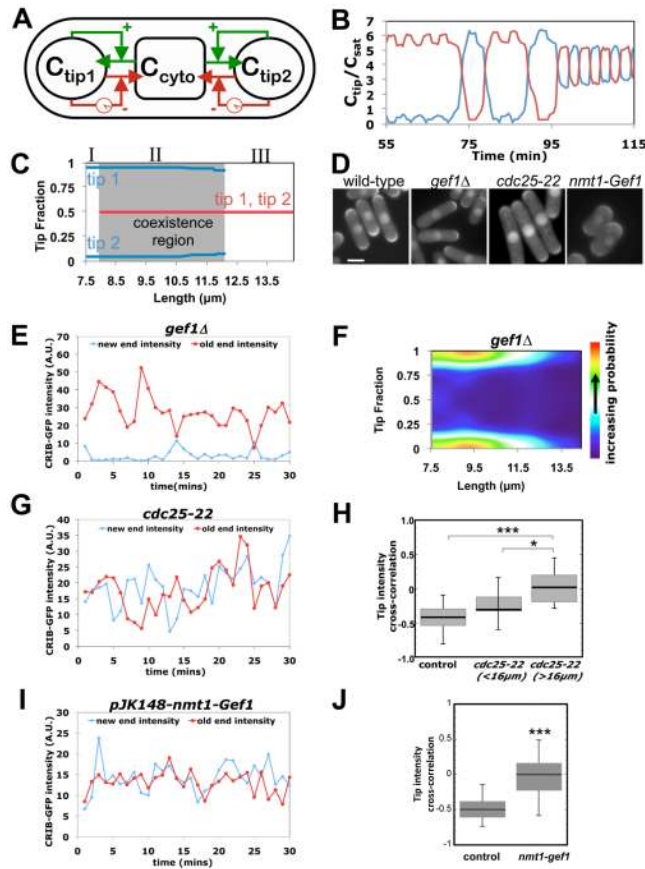 A
+
+
C tip1
C cyto
C tip2
-
-
B
C tip / C sat
7
6
5
4
3
2
1
0
55
75
95
115
Time (min)
C
I
II
III
Tip Fraction
1
0.75
0.5
0.25
0
tip 1
tip 1, tip 2
coexistence
region
tip 2
7.5
8.5
9.5
10.5
11.5
12.5
13.5
Length (µm)
D
wild-type
gef1Δ
cdc25-22
nmt1-Gef1
E
gef1Δ
new end intensity
old end intensity
CRIB-GFP intensity (A.U.)
70
60
50
40
30
20
10
0
0
5
10
15
20
25
30
time(mins)
F
gef1Δ
Tip Fraction
1
0.75
0.5
0.25
0
7.5
9.5
11.5
13.5
Length (µm)
increasing probability
G
cdc25-22
new end intensity
old end intensity
CRIB-GFP intensity (A.U.)
35
30
25
20
15
10
5
0
0
5
10
15
20
25
30
time (mins)
H
Tip intensity
cross-correlation
1.0
0.5
0
-0.5
-1.0
***
*
control
cdc25-22
(<16µm)
cdc25-22
(>16µm)
I
pJK148-nmt1-Gef1
new end intensity
old end intensity
CRIB-GFP intensity (A.U.)
30
25
20
15
10
5
0
0
5
10
15
20
25
30
time (mins)
J
Tip intensity
cross-correlation
1
0.5
0
-0.5
-1
***
control
nmt1-gef1